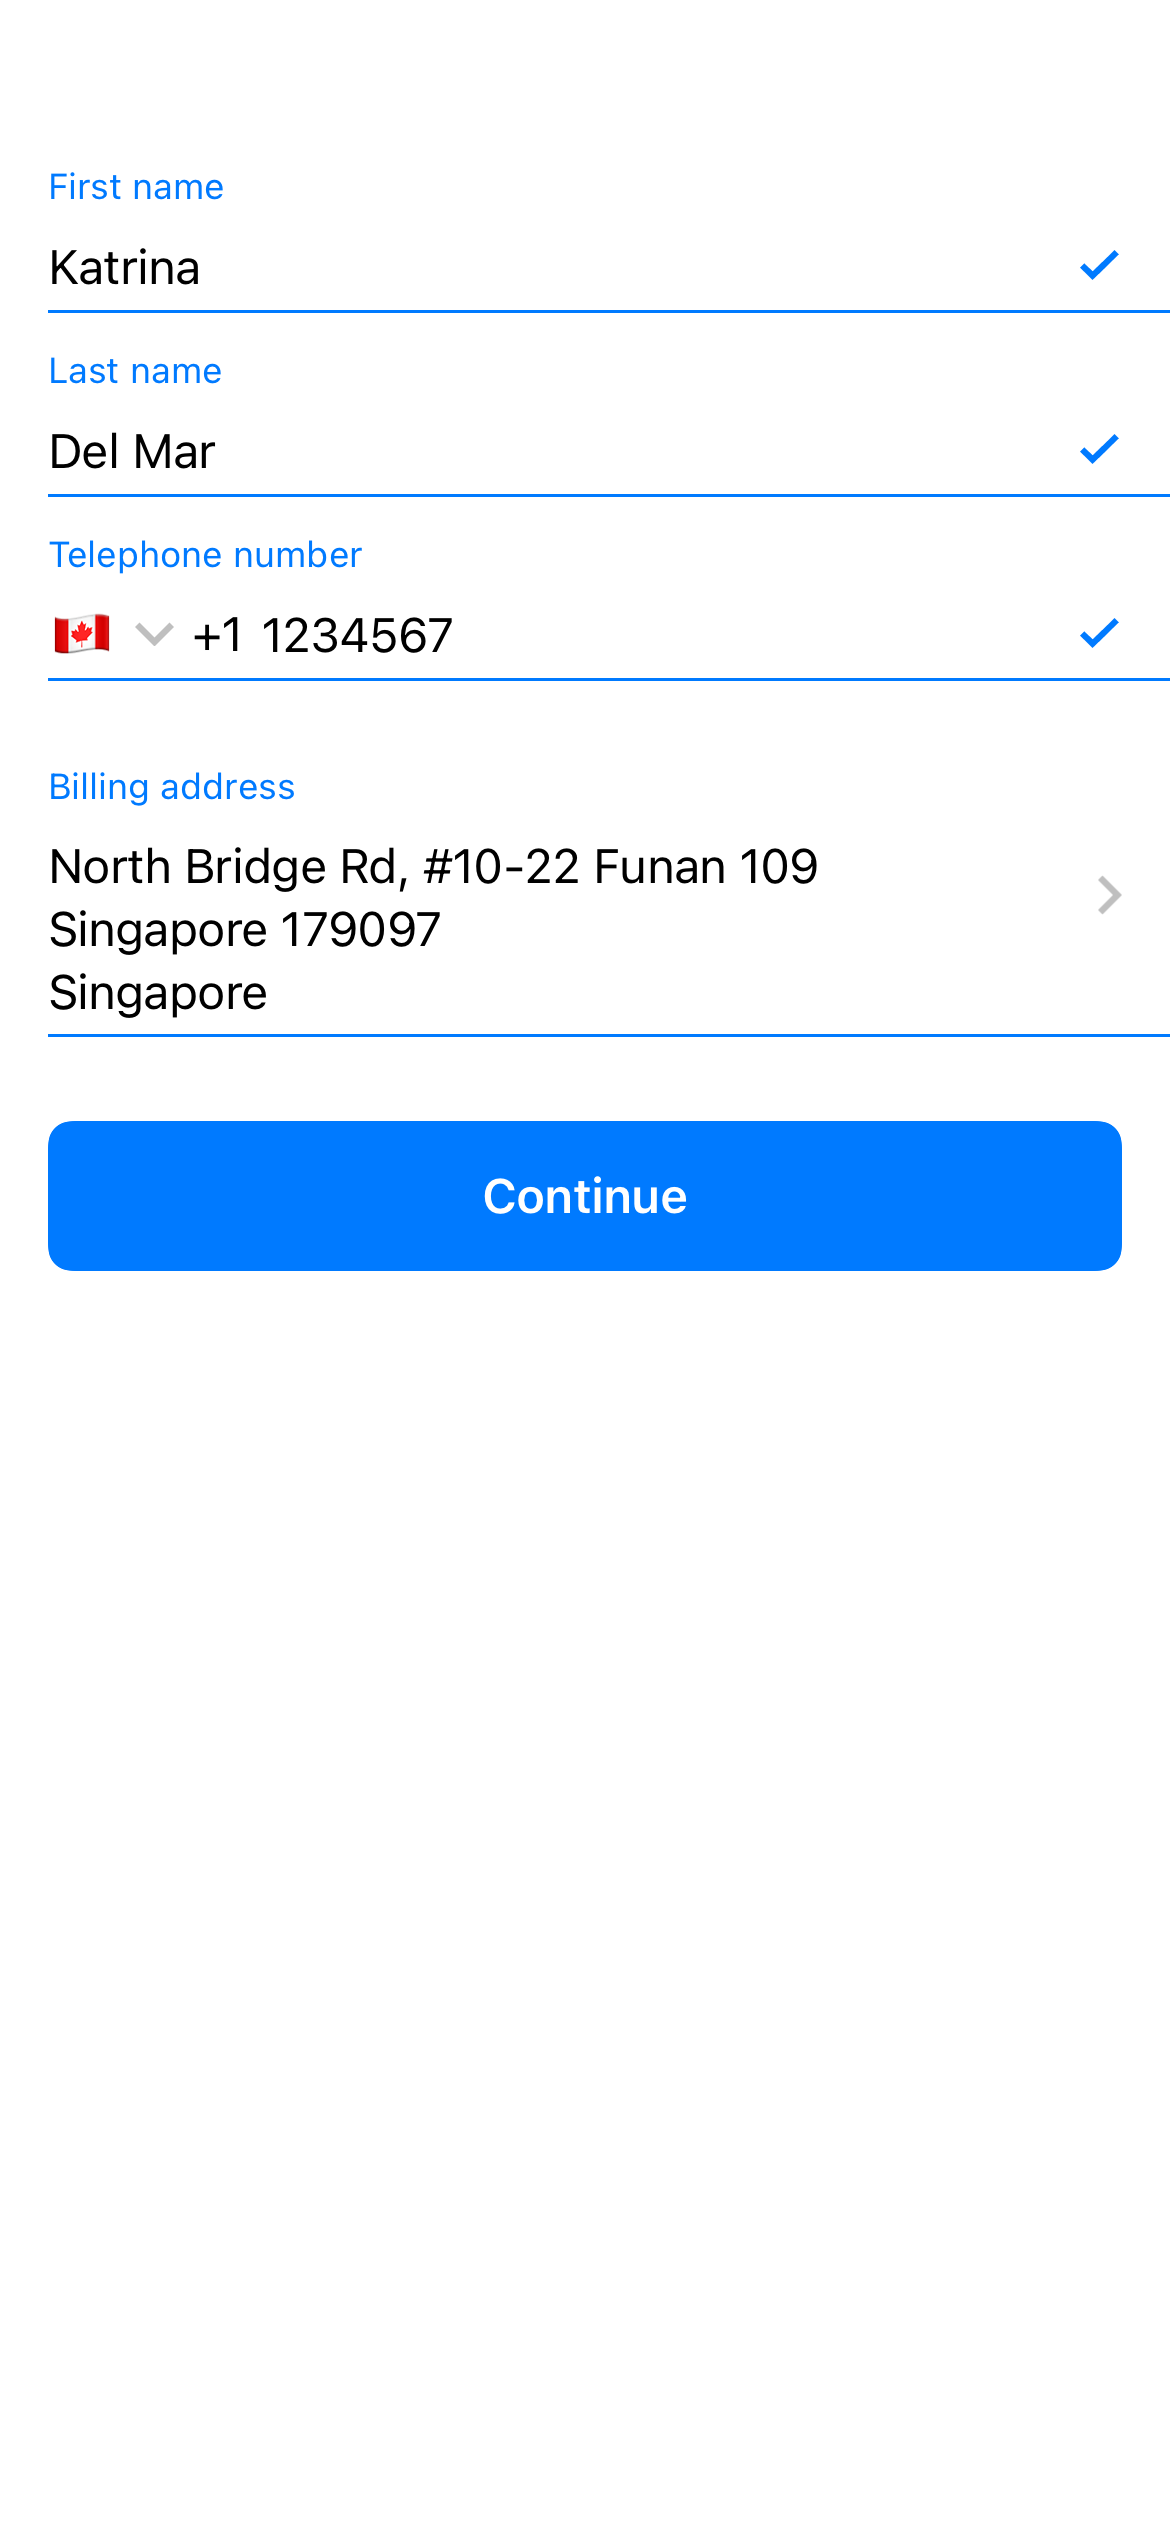 First name
Katrina
Last name
Del Mar
Telephone number
+1 1234567
Billing address
North Bridge Rd, #10-22 Funan 109
Singapore 179097
Singapore
Continue